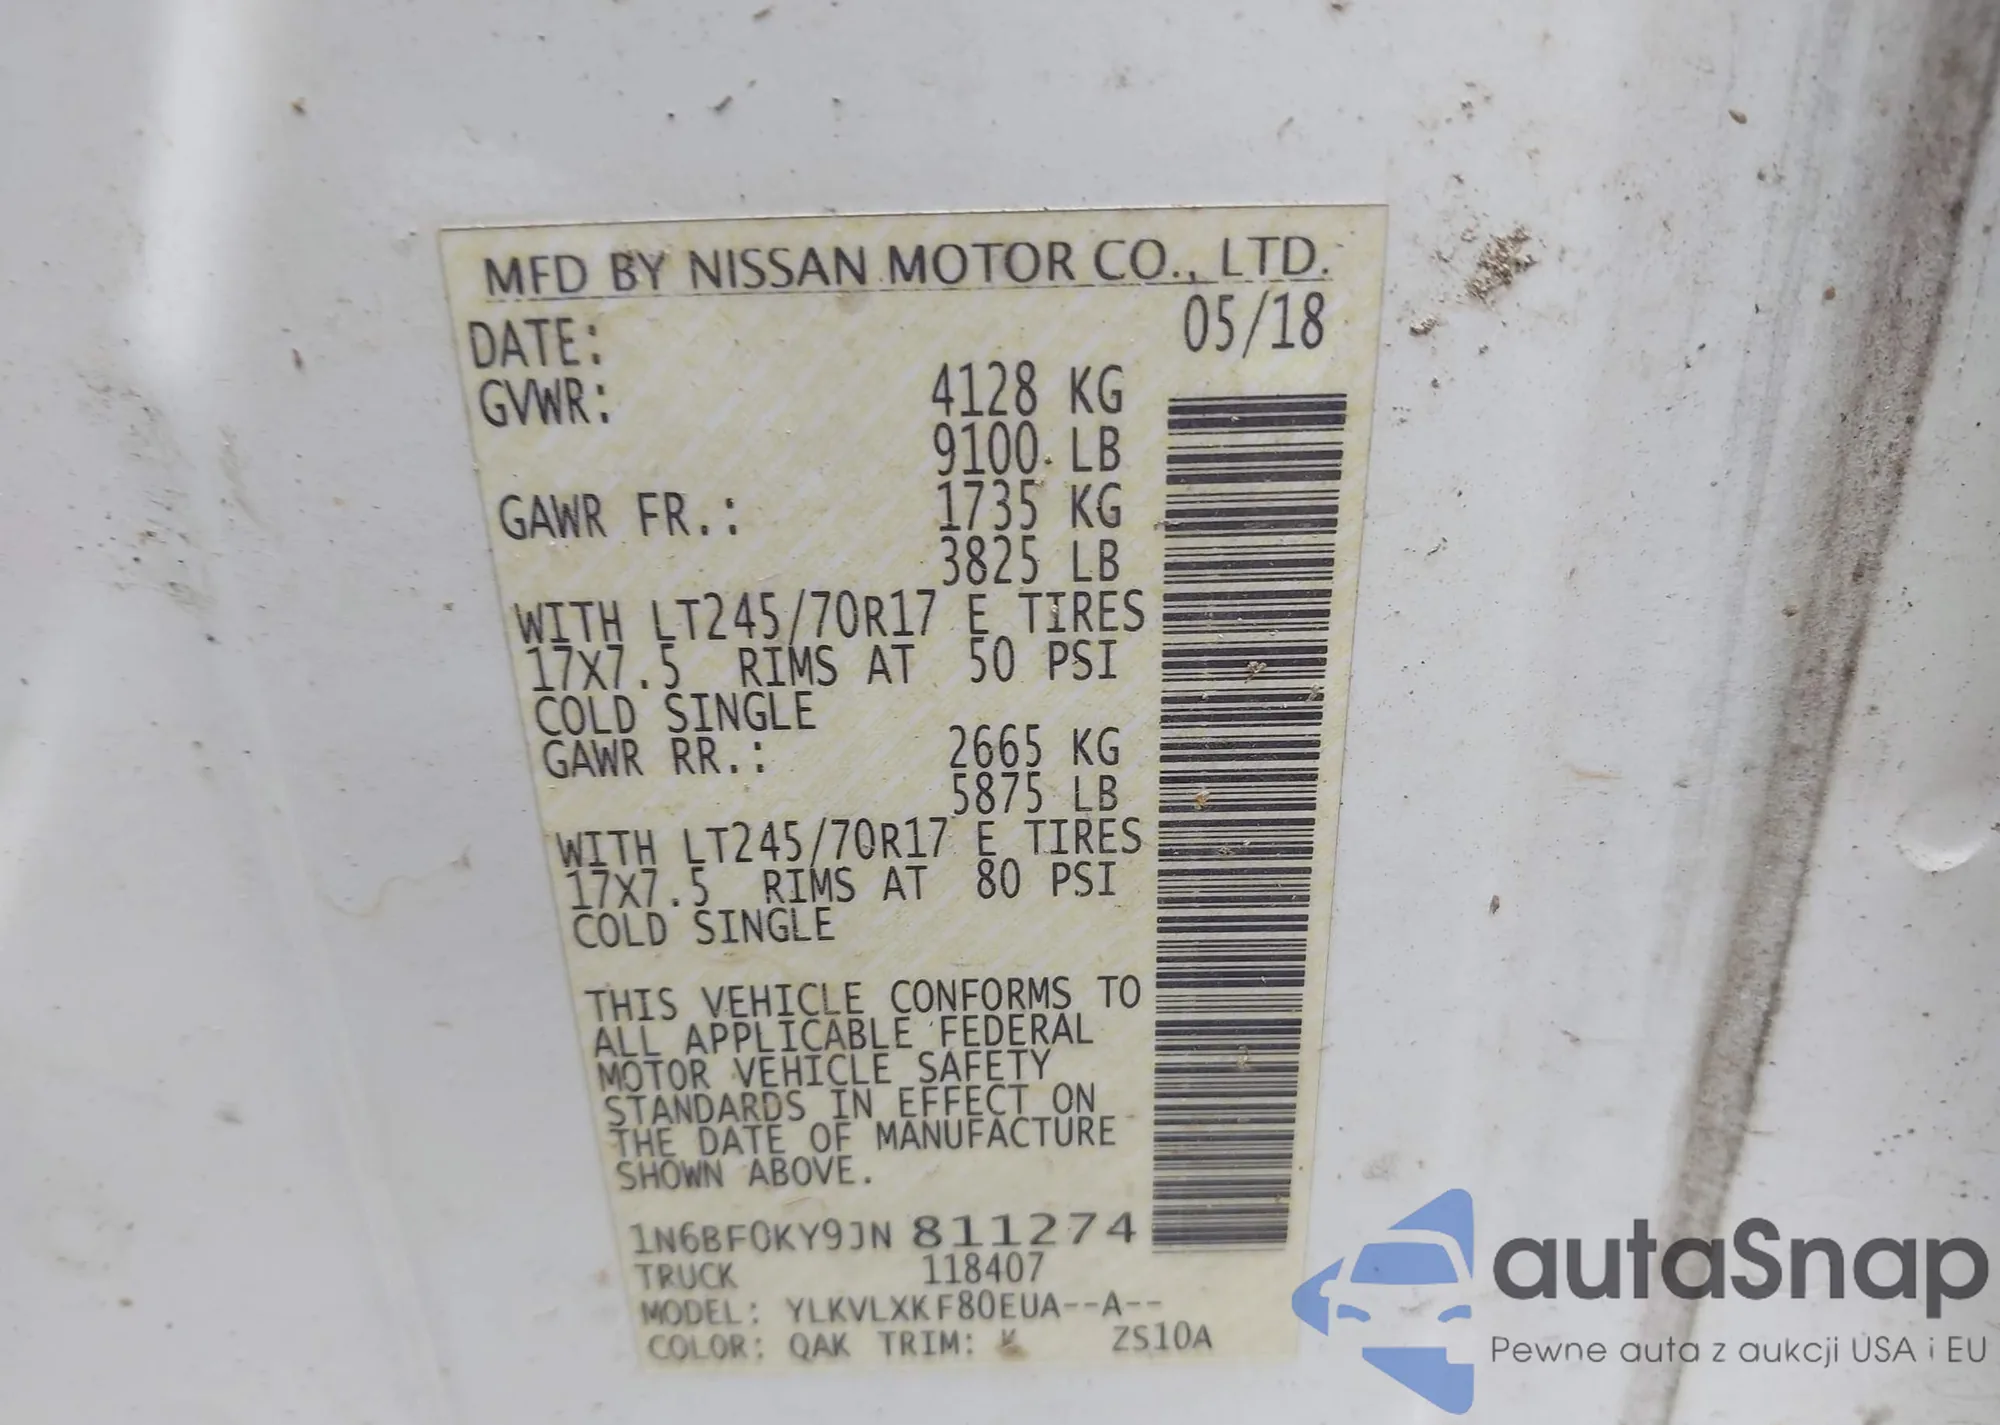 MFD BY NISSAN MOTOR CO., LTD.
DATE: 05/18
GVWR: 4128 KG
9100 LB
GAWR FR.: 1735 KG
3825 LB
WITH LT245/70R17 E TIRES
17X7.5 RIMS AT 50 PSI
COLD SINGLE
GAWR RR.: 2665 KG
5875 LB
WITH LT245/70R17 E TIRES
17X7.5 RIMS AT 80 PSI
COLD SINGLE
THIS VEHICLE CONFORMS TO
ALL APPLICABLE FEDERAL
MOTOR VEHICLE SAFETY
STANDARDS IN EFFECT ON
THE DATE OF MANUFACTURE
SHOWN ABOVE.
1N6BF0KY9JN 811274
TRUCK 118407
MODEL: YLKVLXKF80EUA--A--
COLOR: QAK TRIM: K ZS10A
autaSnap
Pewne auta z aukcji USA i EU